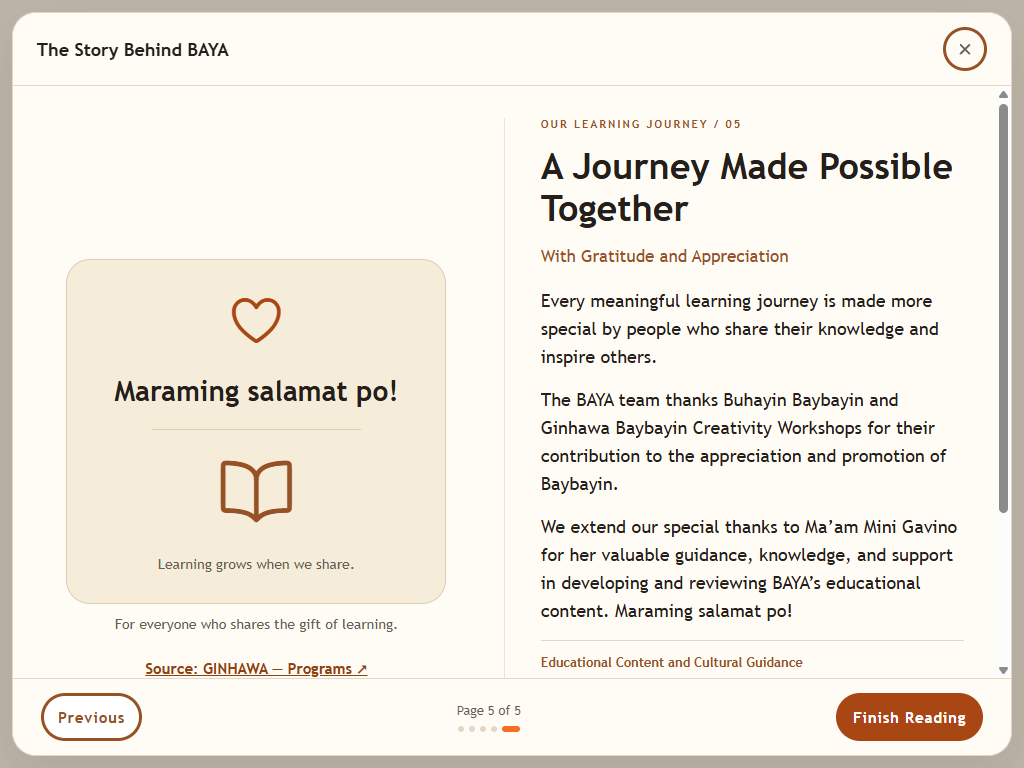 The Story Behind BAYA
Maraming salamat po!
Learning grows when we share.
For everyone who shares the gift of learning.
Source: GINHAWA — Programs ↗
OUR LEARNING JOURNEY / 05
A Journey Made Possible
Together
With Gratitude and Appreciation
Every meaningful learning journey is made more
special by people who share their knowledge and
inspire others.
The BAYA team thanks Buhayin Baybayin and
Ginhawa Baybayin Creativity Workshops for their
contribution to the appreciation and promotion of
Baybayin.
We extend our special thanks to Ma’am Mini Gavino
for her valuable guidance, knowledge, and support
in developing and reviewing BAYA’s educational
content. Maraming salamat po!
Educational Content and Cultural Guidance
Previous
Page 5 of 5
Finish Reading